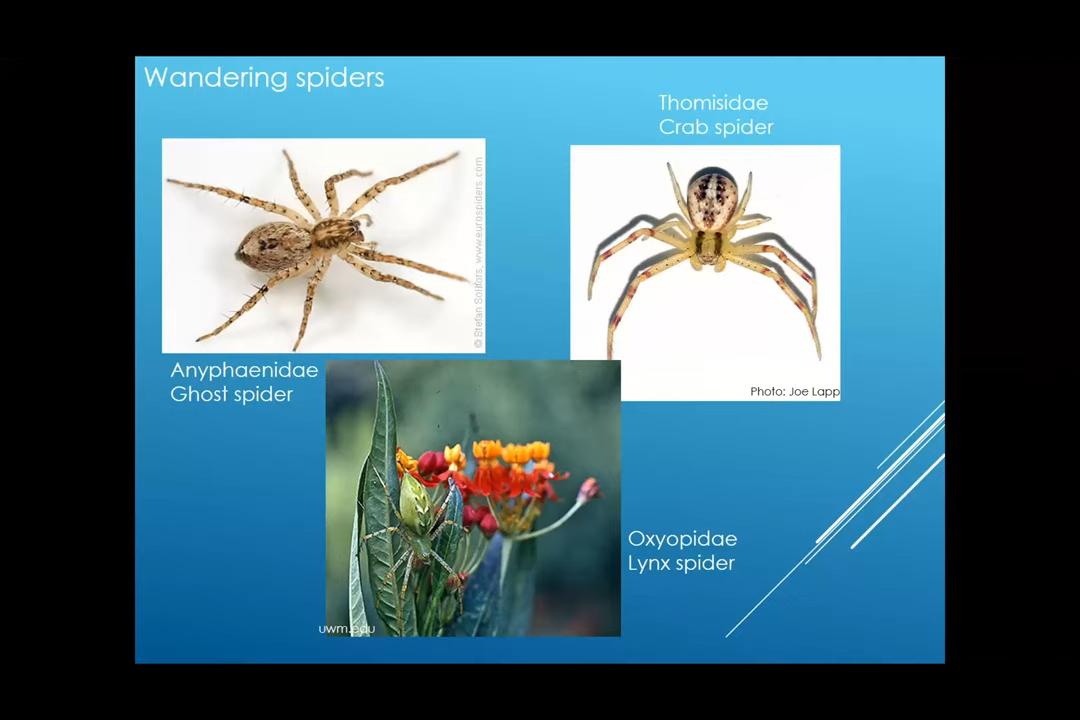 Wandering spiders
Thomisidae
Crab spider
© Stefan Sollfors, www.eurospiders.com
Photo: Joe Lapp
Anyphaenidae
Ghost spider
Oxyopidae
Lynx spider
uwm.edu